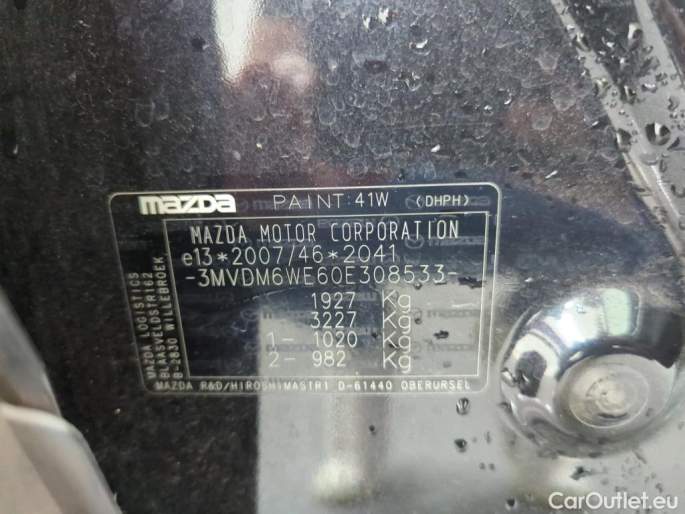 mazda PAINT:41W (DHPH)
MAZDA MOTOR CORPORATION
e13*2007/46*2041
-3MVDM6WE60E308533-
1927 Kg
3227 Kg
1- 1020 Kg
2- 982 Kg
MAZDA LOGISTICS
BLAASVELDSTR162
B-2830 WILLEBROEK
MAZDA R&D/HIROSHIMASTR1 D-61440 OBERURSEL
CarOutlet.eu